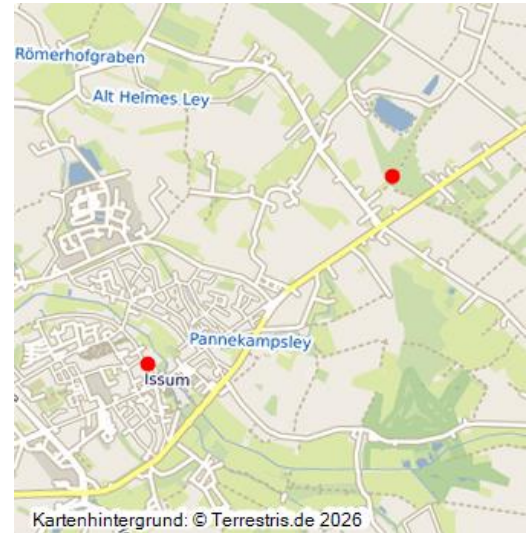 Römerhofgraben
Alt Helmes Ley
Pannekampsley
Issum
Kartenhintergrund: © Terrestris.de 2026